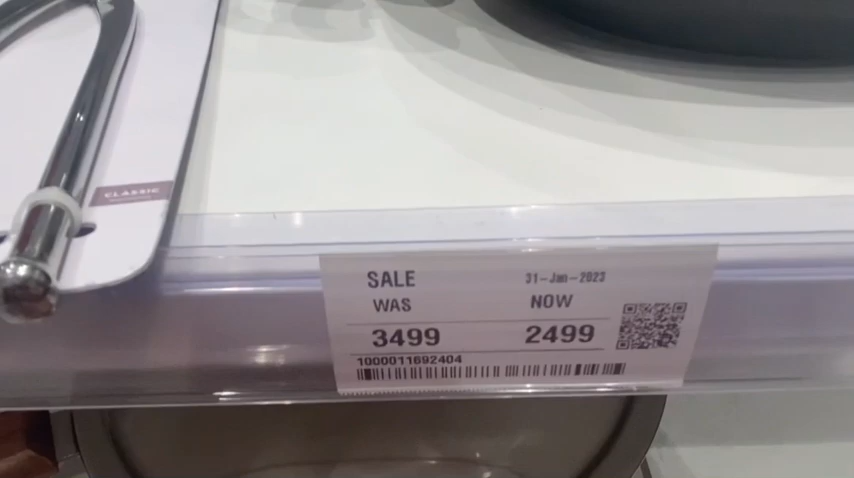 CLASSIC
SALE 31-Jan-2023
WAS NOW
3499 2499
1000011692404